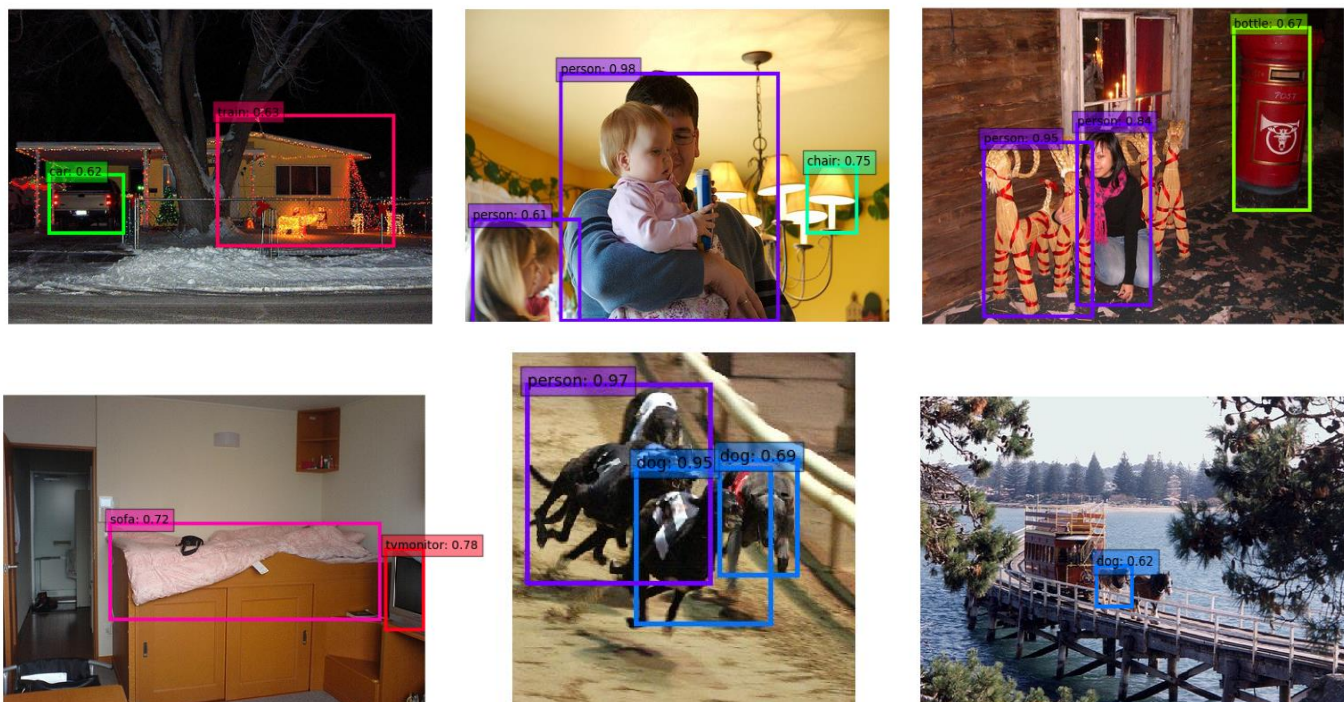 train: 0.63
car: 0.62
person: 0.98
chair: 0.75
person: 0.61
bottle: 0.67
person: 0.84
person: 0.95
POST
sofa: 0.72
tvmonitor: 0.78
person: 0.97
dog: 0.95
dog: 0.69
dog: 0.62